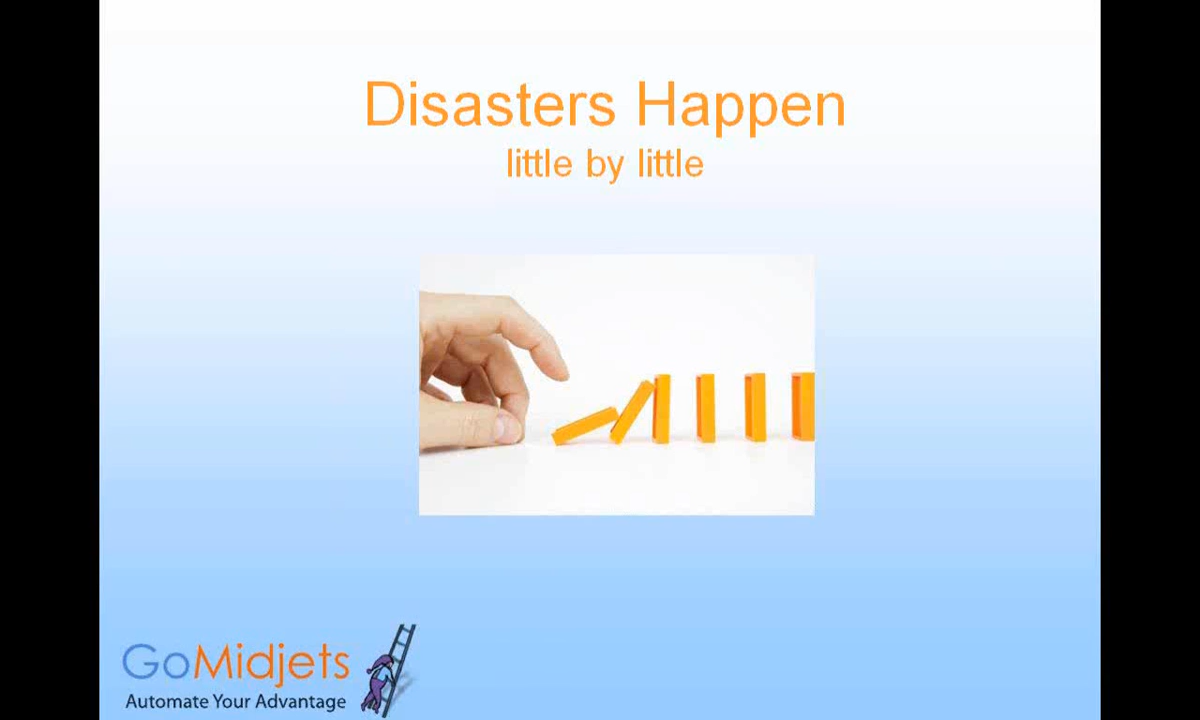 Disasters Happen
little by little
GoMidjets
Automate Your Advantage